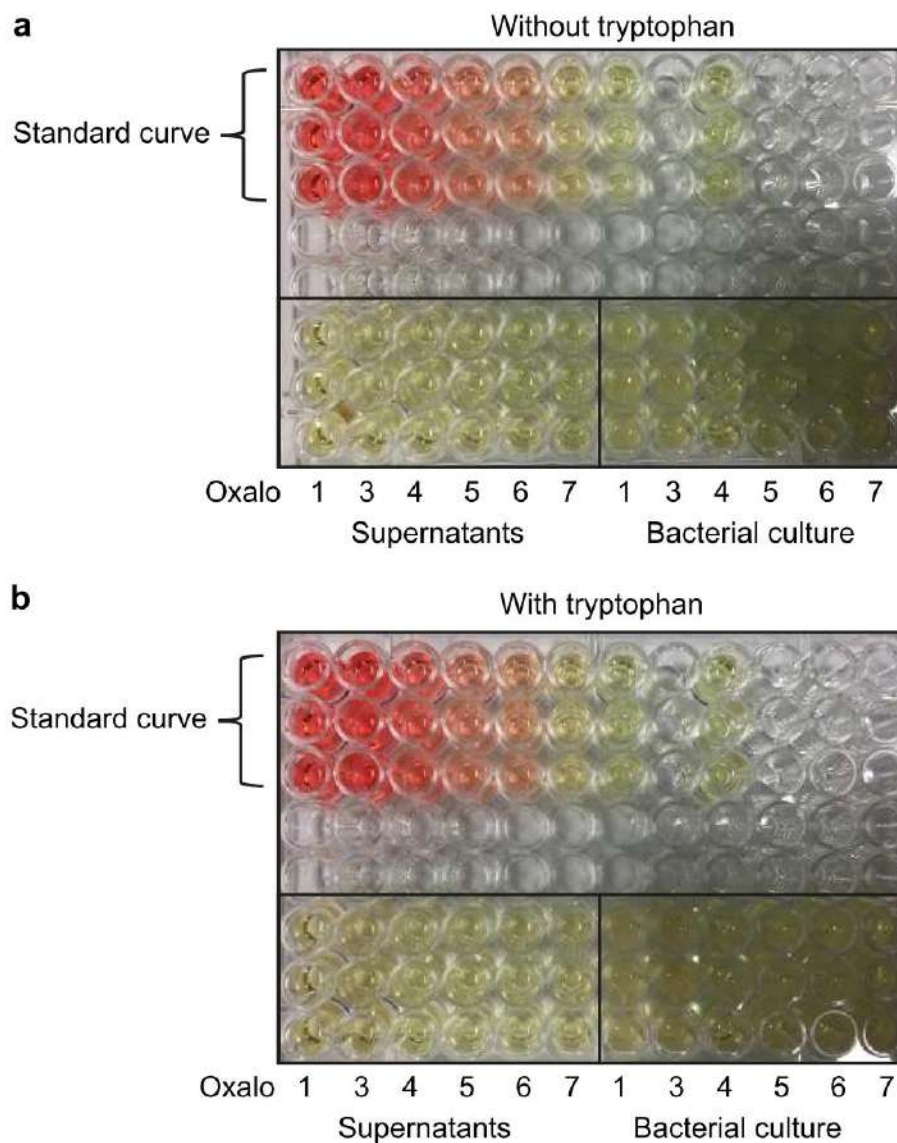 a
Without tryptophan
Standard curve
Oxalo 1 3 4 5 6 7 1 3 4 5 6 7
Supernatants Bacterial culture
b
With tryptophan
Standard curve
Oxalo 1 3 4 5 6 7 1 3 4 5 6 7
Supernatants Bacterial culture